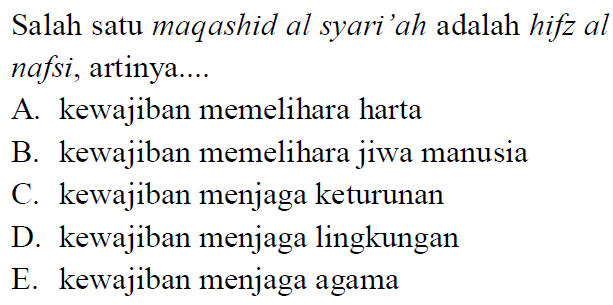 Salah satu maqashid al syari’ah adalah hifz al
nafsi, artinya....
A. kewajiban memelihara harta
B. kewajiban memelihara jiwa manusia
C. kewajiban menjaga keturunan
D. kewajiban menjaga lingkungan
E. kewajiban menjaga agama